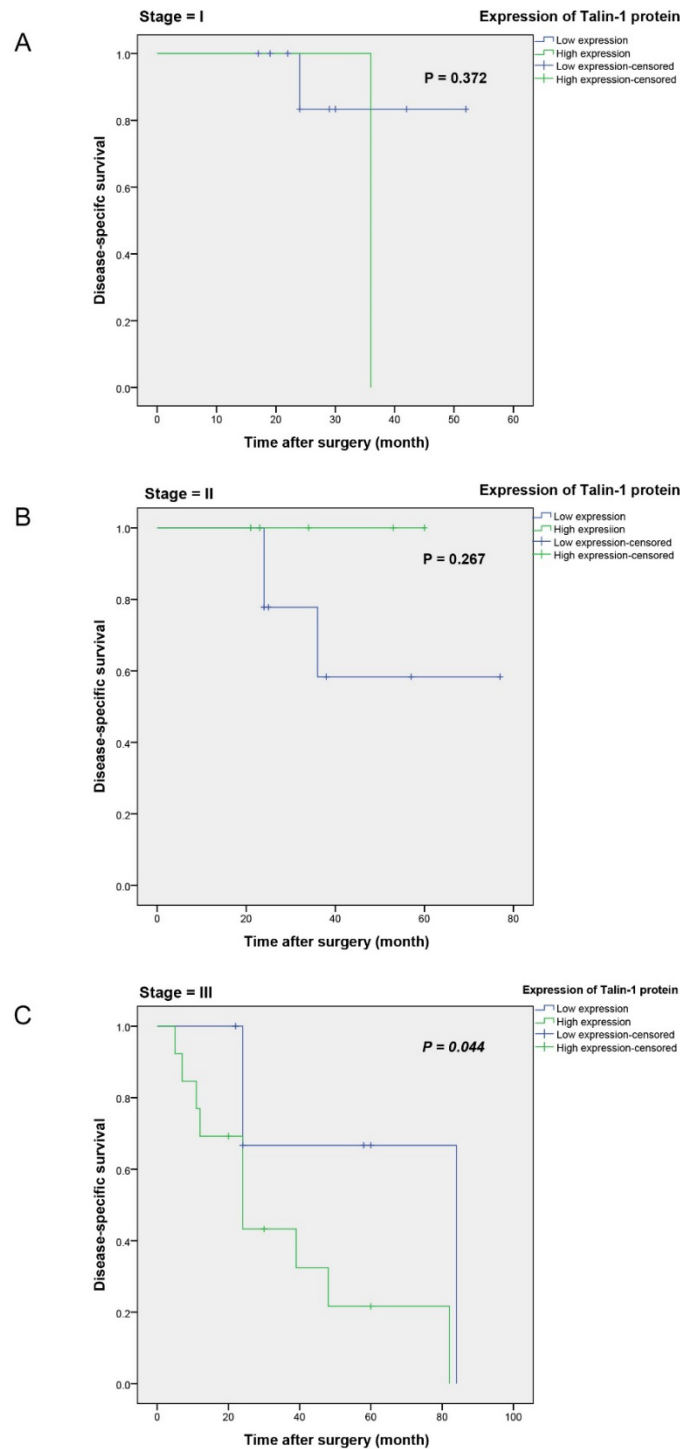 A
Stage = I
Expression of Talin-1 protein
Low expression
High expression
Low expression-censored
High expression-censored
P = 0.372
Disease-specifc survival
1.0
0.8
0.6
0.4
0.2
0.0
0 10 20 30 40 50 60
Time after surgery (month)
B
Stage = II
Expression of Talin-1 protein
Low expression
High expresiion
Low expression-censored
High expression-censored
P = 0.267
Disease-specific survival
1.0
0.8
0.6
0.4
0.2
0.0
0 20 40 60 80
Time after surgery (month)
C
Stage = III
Expression of Talin-1 protein
Low expression
High expression
Low expression-censored
High expression-censored
P = 0.044
Disease-specific survival
1.0
0.8
0.6
0.4
0.2
0.0
0 20 40 60 80 100
Time after surgery (month)